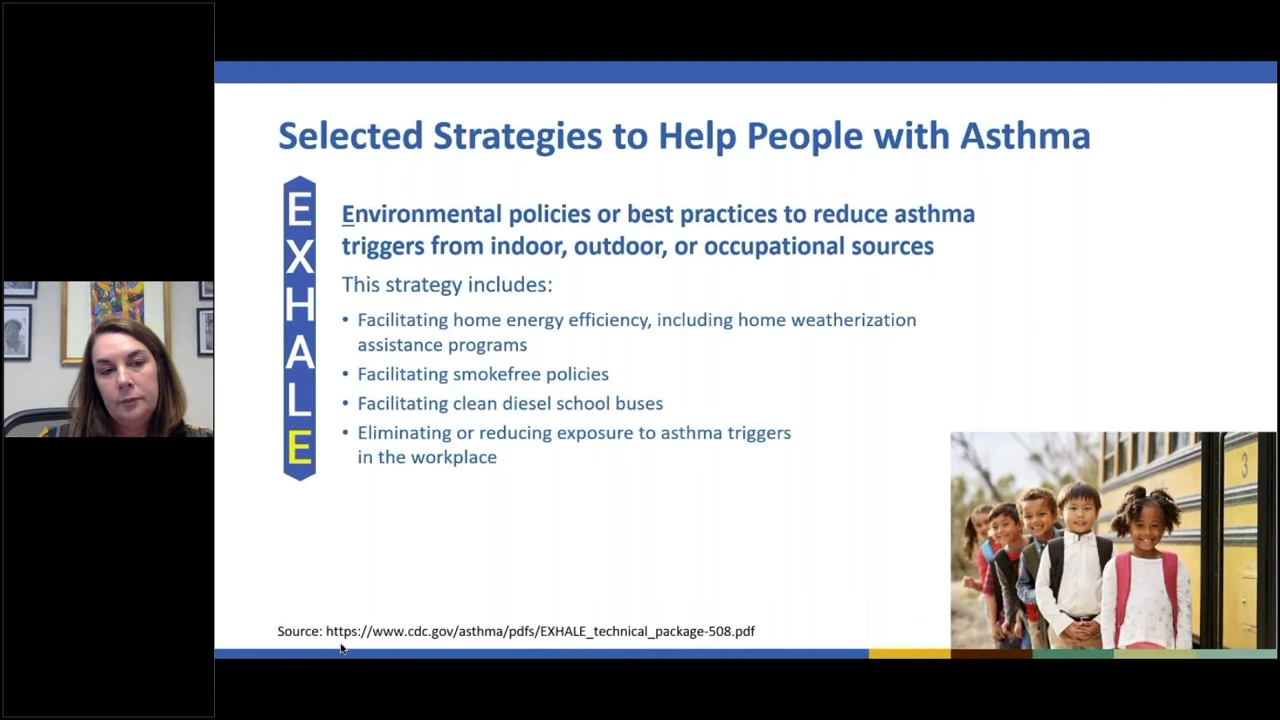 Selected Strategies to Help People with Asthma
E
X
H
A
L
E
Environmental policies or best practices to reduce asthma
triggers from indoor, outdoor, or occupational sources
This strategy includes:
• Facilitating home energy efficiency, including home weatherization
assistance programs
• Facilitating smokefree policies
• Facilitating clean diesel school buses
• Eliminating or reducing exposure to asthma triggers
in the workplace
3
Source: https://www.cdc.gov/asthma/pdfs/EXHALE_technical_package-508.pdf